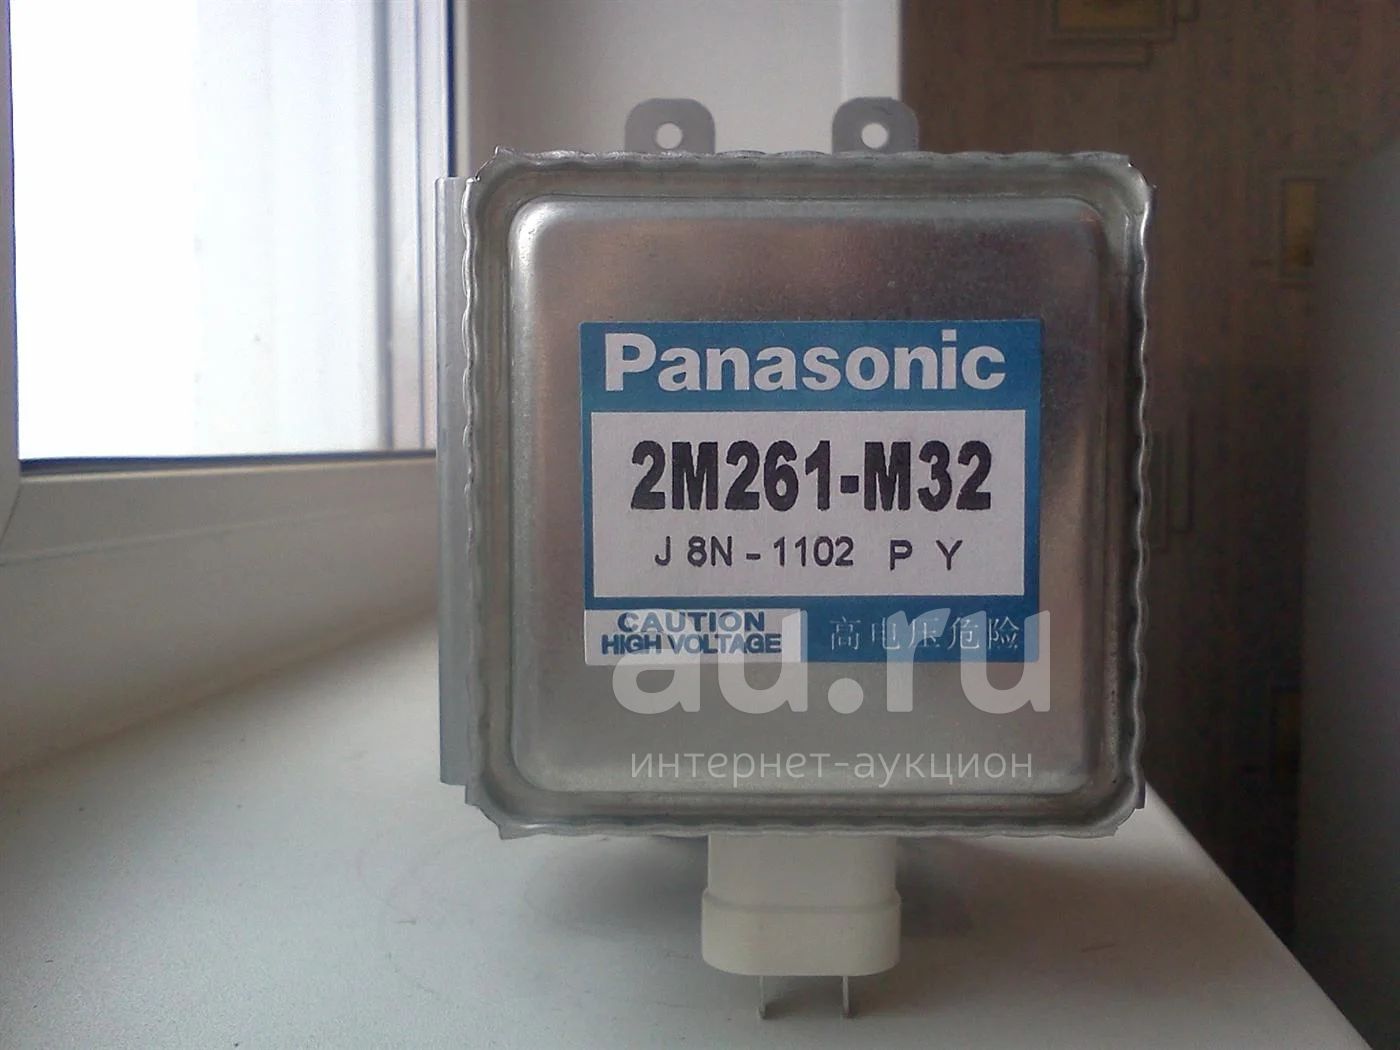 Panasonic
2M261-M32
J 8N - 1102 P Y
CAUTION
HIGH VOLTAGE
高电压危险
au.ru
интернет-аукцион